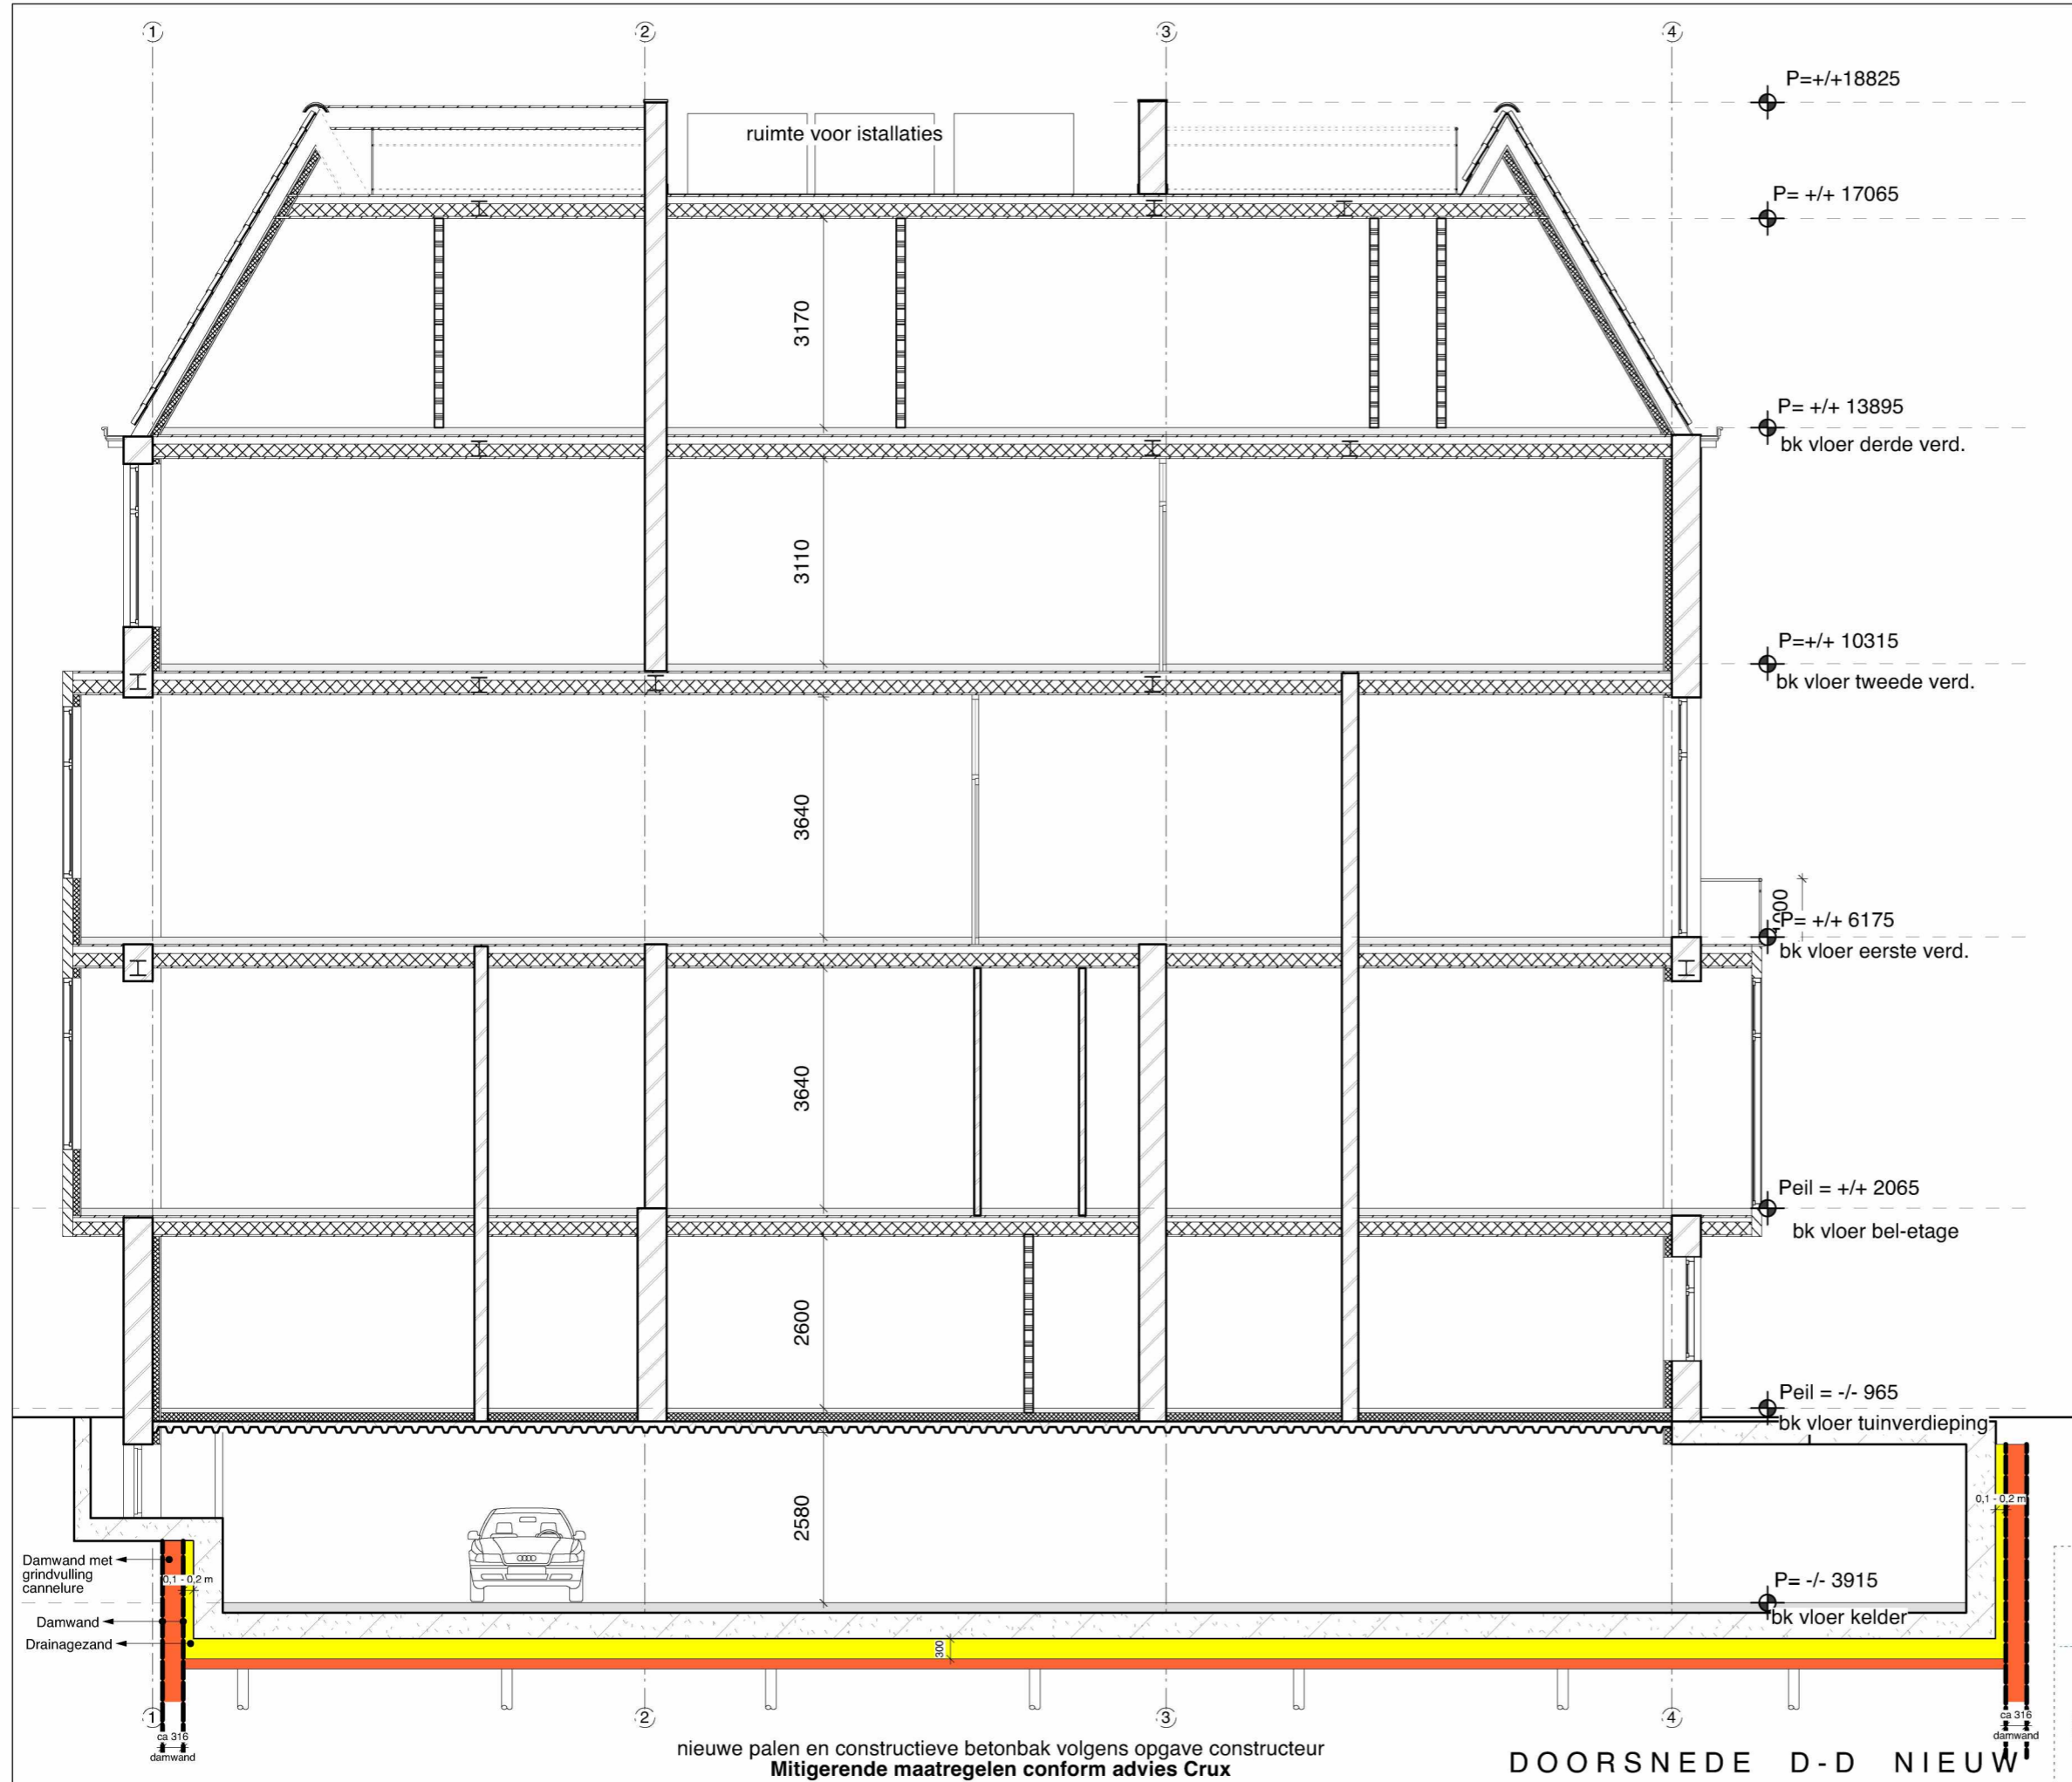 1
2
3
4
P=+/+18825
ruimte voor istallaties
P= +/+ 17065
3170
P= +/+ 13895
bk vloer derde verd.
3110
P=+/+ 10315
bk vloer tweede verd.
3640
P= +/+ 6175
bk vloer eerste verd.
3640
Peil = +/+ 2065
bk vloer bel-etage
2600
Peil = -/- 965
bk vloer tuinverdieping
2580
0,1 - 0,2 m
Damwand met
grindvulling
cannelure
0,1 - 0,2 m
P= -/- 3915
bk vloer kelder
Damwand
Drainagezand
300
1
2
3
4
ca 316
damwand
ca 316
damwand
nieuwe palen en constructieve betonbak volgens opgave constructeur
Mitigerende maatregelen conform advies Crux
DOORSNEDE D-D NIEUW